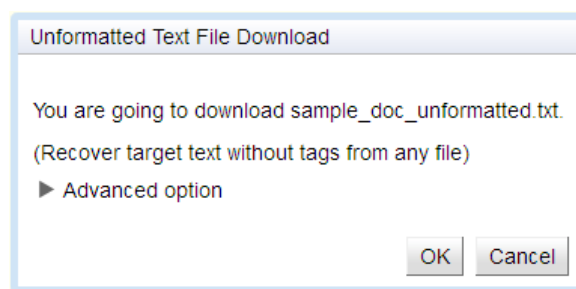 Unformatted Text File Download
You are going to download sample_doc_unformatted.txt.
(Recover target text without tags from any file)
Advanced option
OK Cancel